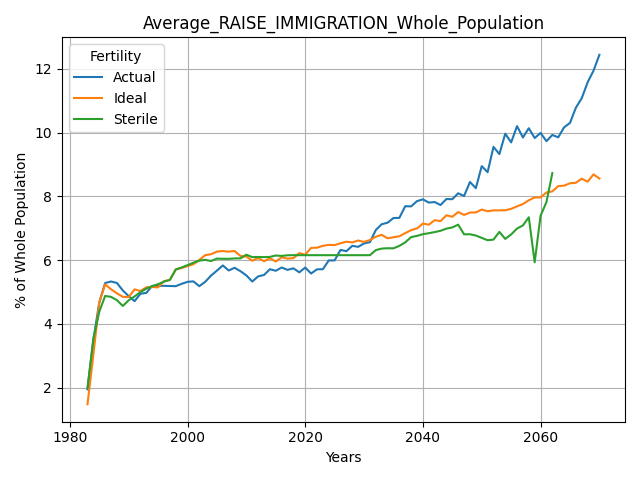 Average_RAISE_IMMIGRATION_Whole_Population
Fertility
Actual
Ideal
Sterile
% of Whole Population
12
10
8
6
4
2
1980
2000
2020
2040
2060
Years